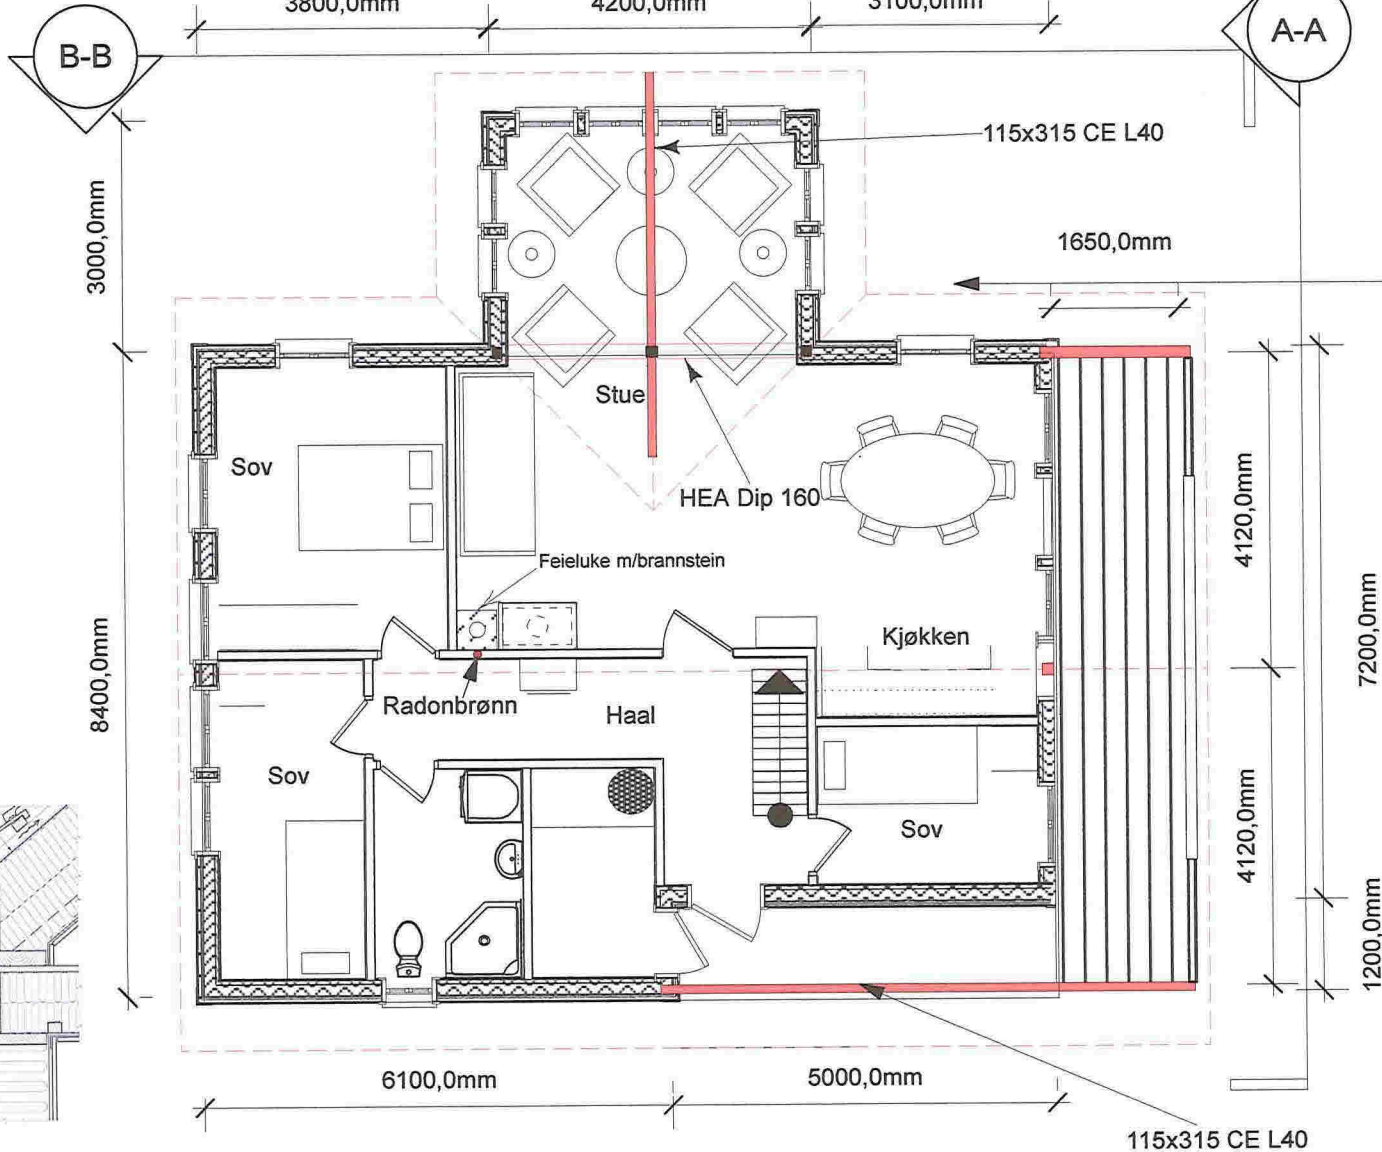 3800,0mm
4200,0mm
3100,0mm
B-B
A-A
115x315 CE L40
3000,0mm
1650,0mm
Stue
Sov
HEA Dip 160
4120,0mm
Feieluke m/brannstein
7200,0mm
Kjøkken
8400,0mm
Radonbrønn
Haal
Sov
Sov
4120,0mm
1200,0mm
6100,0mm
5000,0mm
115x315 CE L40